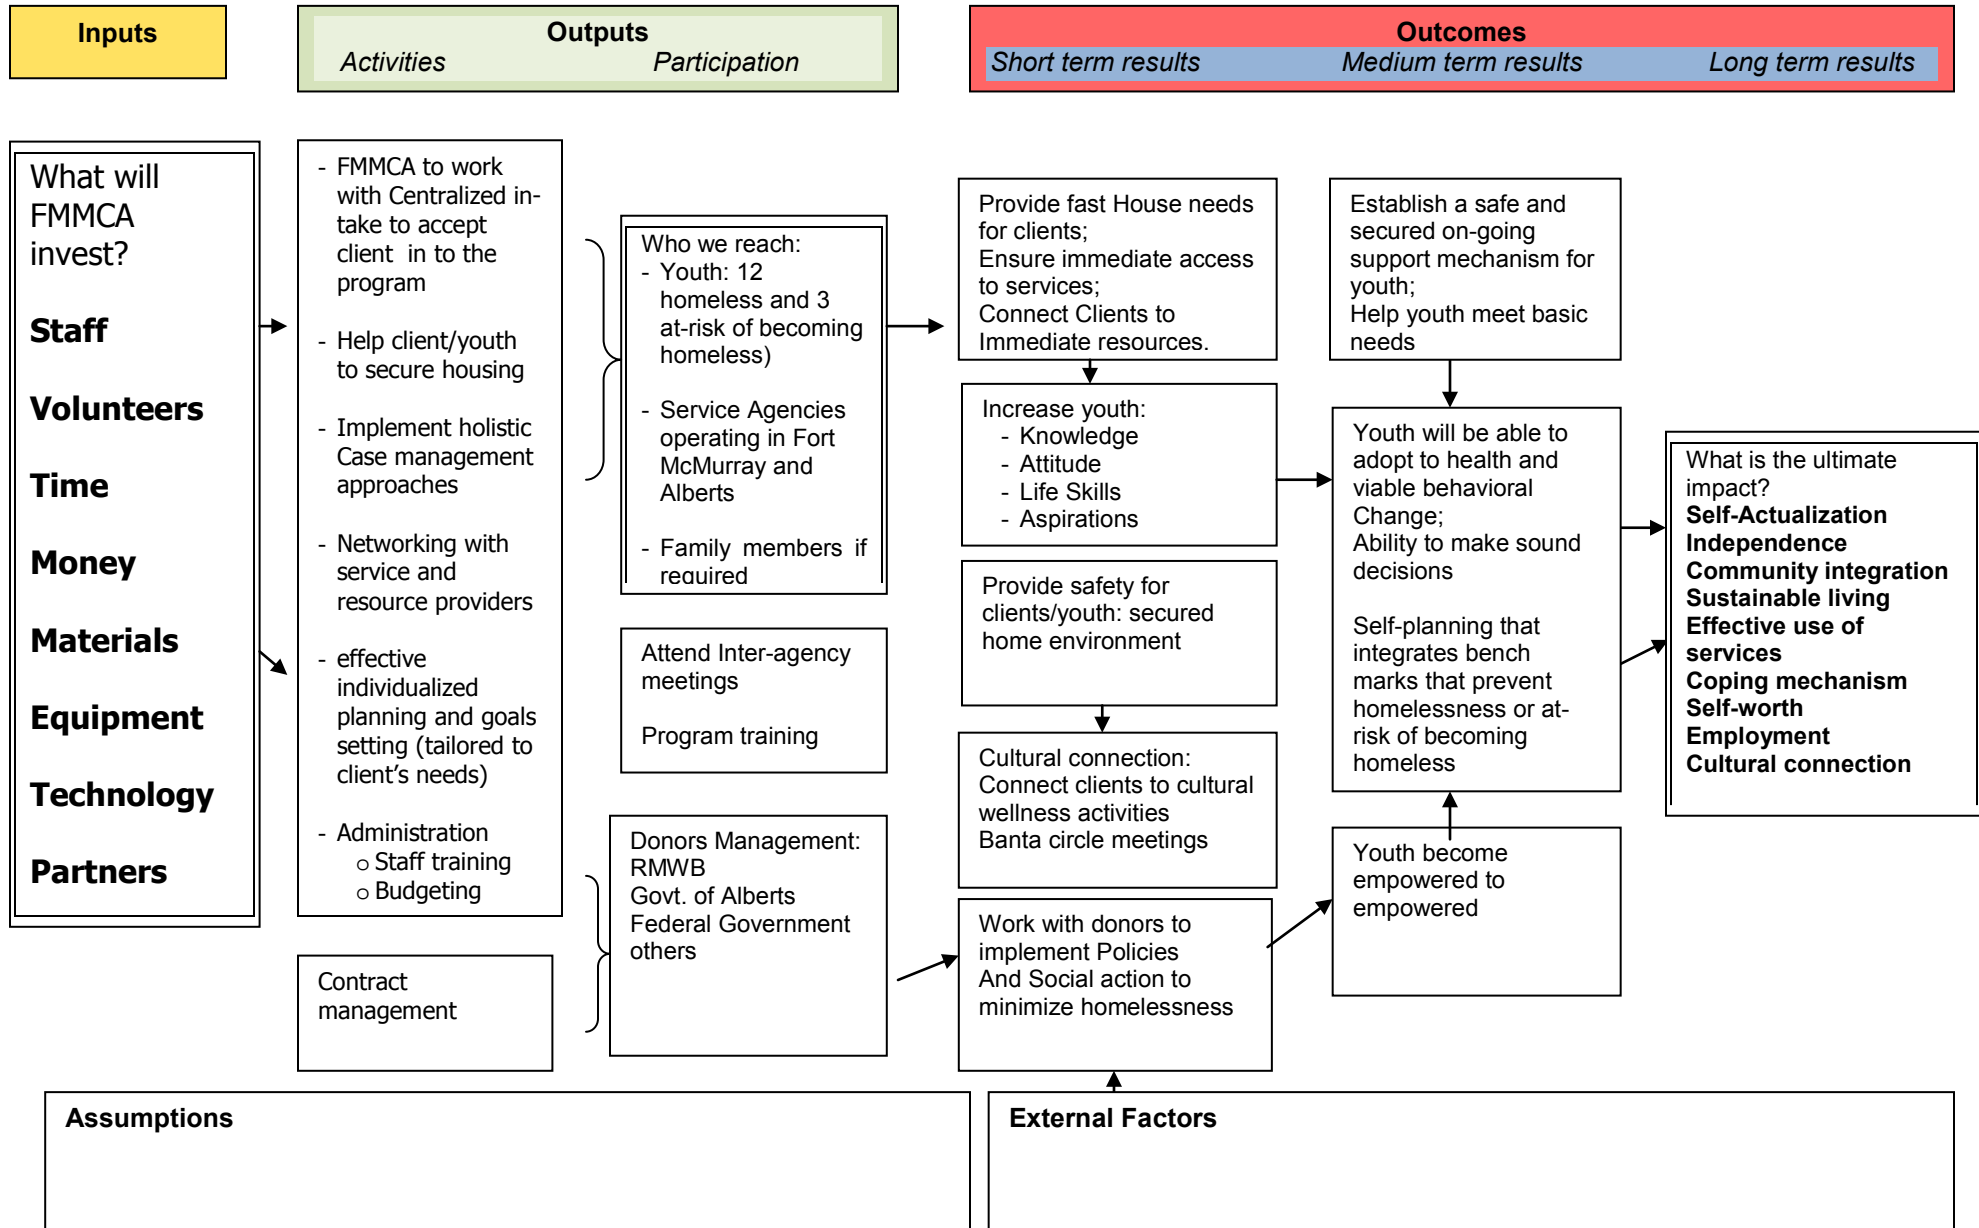 Inputs
Outputs
Activities Participation
Outcomes
Short term results Medium term results Long term results
What will
FMMCA
invest?
Staff
Volunteers
Time
Money
Materials
Equipment
Technology
Partners
- FMMCA to work
with Centralized in-
take to accept
client in to the
program
- Help client/youth
to secure housing
- Implement holistic
Case management
approaches
- Networking with
service and
resource providers
- effective
individualized
planning and goals
setting (tailored to
client's needs)
- Administration
o Staff training
o Budgeting
Contract
management
Who we reach:
- Youth: 12
homeless and 3
at-risk of becoming
homeless)
- Service Agencies
operating in Fort
McMurray and
Alberts
- Family members if
required
Attend Inter-agency
meetings
Program training
Donors Management:
RMWB
Govt. of Alberts
Federal Government
others
Provide fast House needs
for clients;
Ensure immediate access
to services;
Connect Clients to
Immediate resources.
Increase youth:
- Knowledge
- Attitude
- Life Skills
- Aspirations
Provide safety for
clients/youth: secured
home environment
Cultural connection:
Connect clients to cultural
wellness activities
Banta circle meetings
Work with donors to
implement Policies
And Social action to
minimize homelessness
Establish a safe and
secured on-going
support mechanism for
youth;
Help youth meet basic
needs
Youth will be able to
adopt to health and
viable behavioral
Change;
Ability to make sound
decisions
Self-planning that
integrates bench
marks that prevent
homelessness or at-
risk of becoming
homeless
Youth become
empowered to
empowered
What is the ultimate
impact?
Self-Actualization
Independence
Community integration
Sustainable living
Effective use of
services
Coping mechanism
Self-worth
Employment
Cultural connection
Assumptions
External Factors